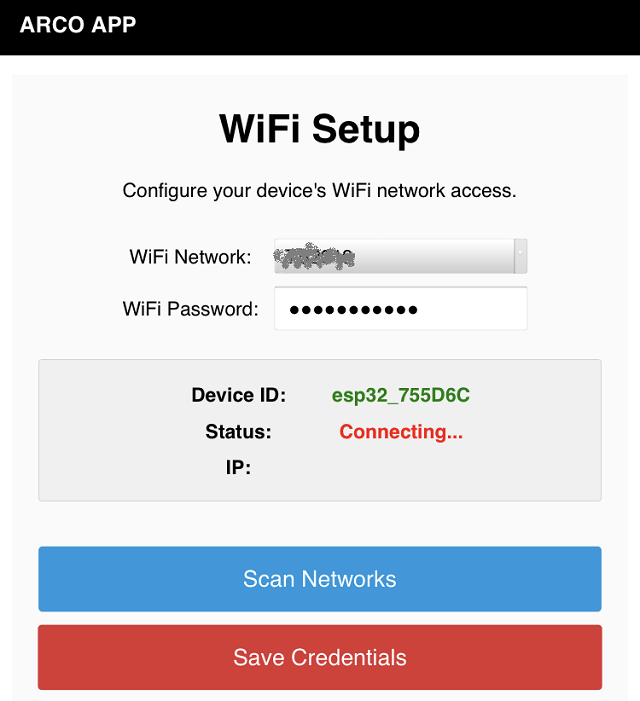 ARCO APP
WiFi Setup
Configure your device's WiFi network access.
WiFi Network:
WiFi Password: ●●●●●●●●●●●
Device ID: esp32_755D6C
Status: Connecting...
IP:
Scan Networks
Save Credentials